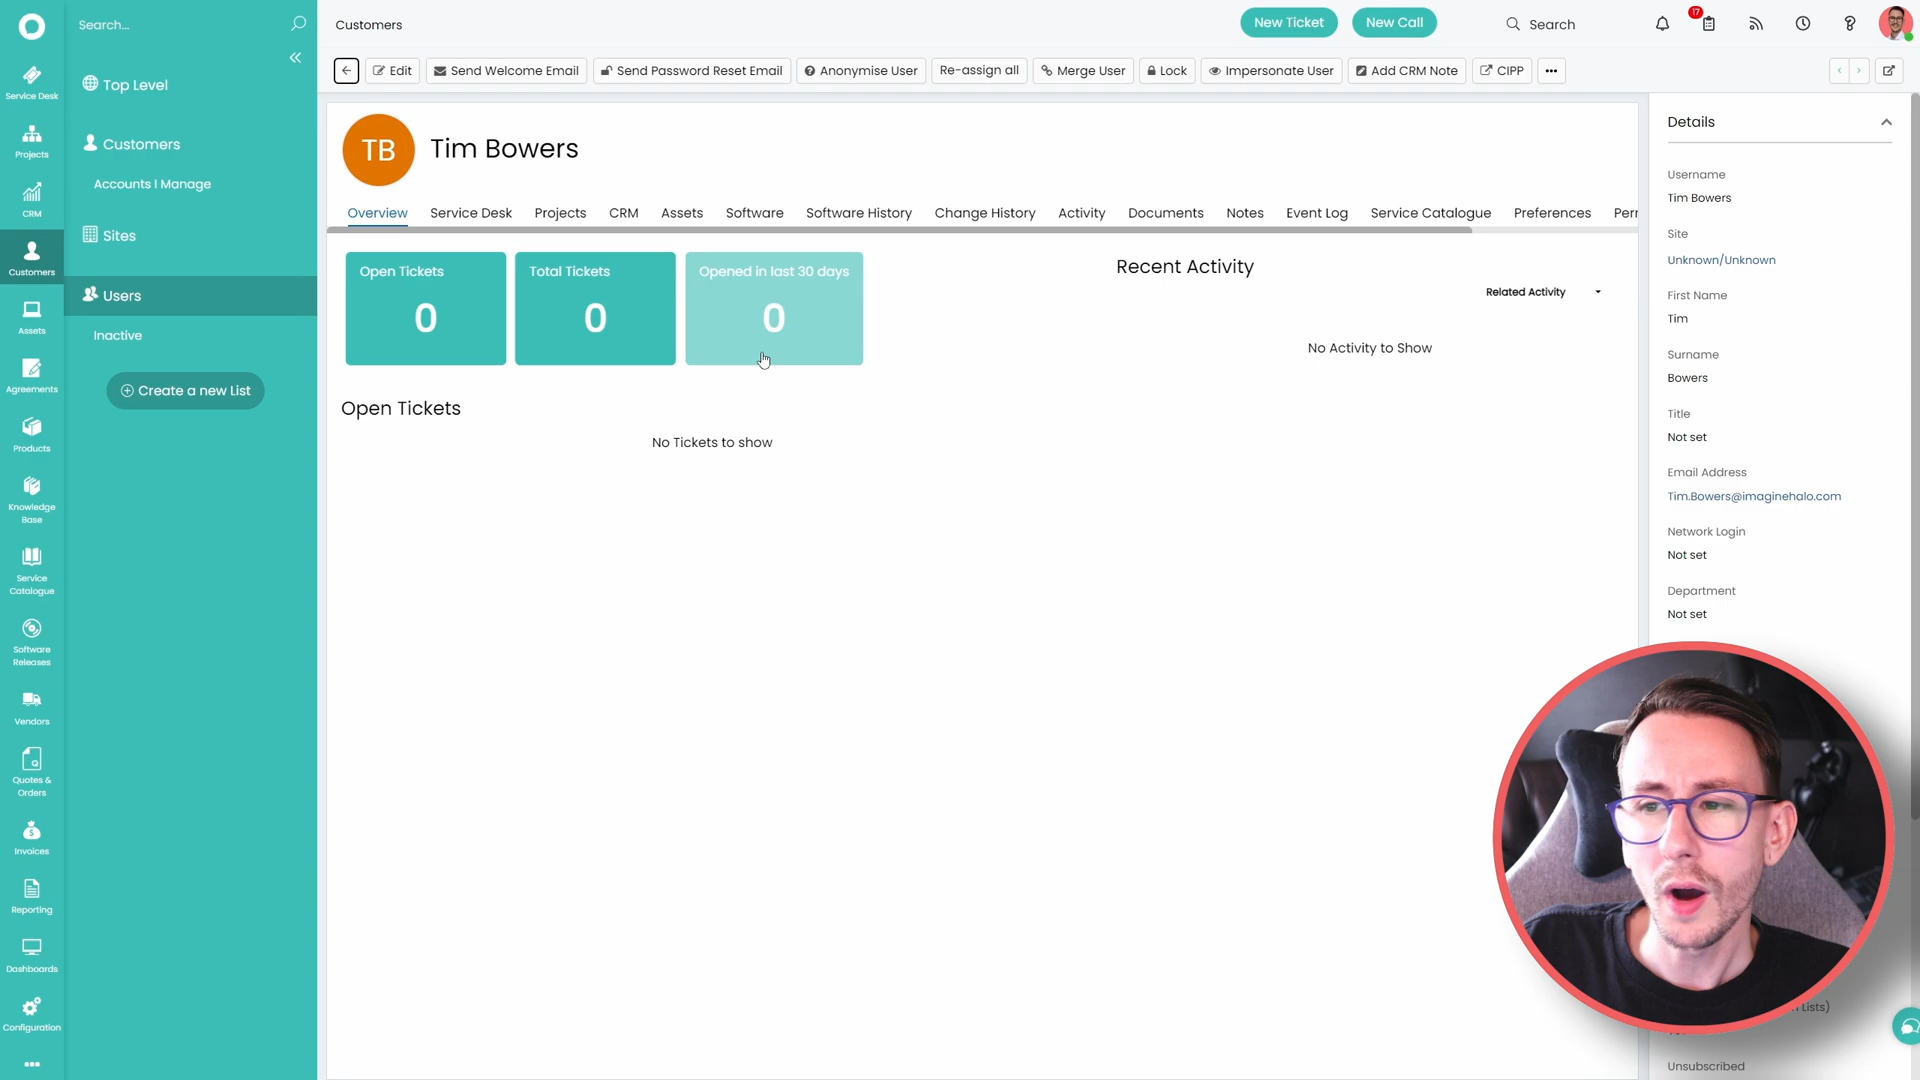 Search...
Customers
New Ticket
New Call
Search
17
Edit
Send Welcome Email
Send Password Reset Email
Anonymise User
Re-assign all
Merge User
Lock
Impersonate User
Add CRM Note
CIPP
Service Desk
Projects
CRM
Customers
Assets
Agreements
Products
Knowledge
Base
Service
Catalogue
Software
Releases
Vendors
Quotes &
Orders
Invoices
Reporting
Dashboards
Configuration
Top Level
Customers
Accounts | Manage
Sites
Users
Inactive
Create a new List
TB
Tim Bowers
Overview
Service Desk
Projects
CRM
Assets
Software
Software History
Change History
Activity
Documents
Notes
Event Log
Service Catalogue
Preferences
Perr
Open Tickets
0
Total Tickets
0
Opened in last 30 days
0
Recent Activity
Related Activity
No Activity to Show
Open Tickets
No Tickets to show
Details
Username
Tim Bowers
Site
Unknown/Unknown
First Name
Tim
Surname
Bowers
Title
Not set
Email Address
Tim.Bowers@imaginehalo.com
Network Login
Not set
Department
Not set
Lists)
Unsubscribed